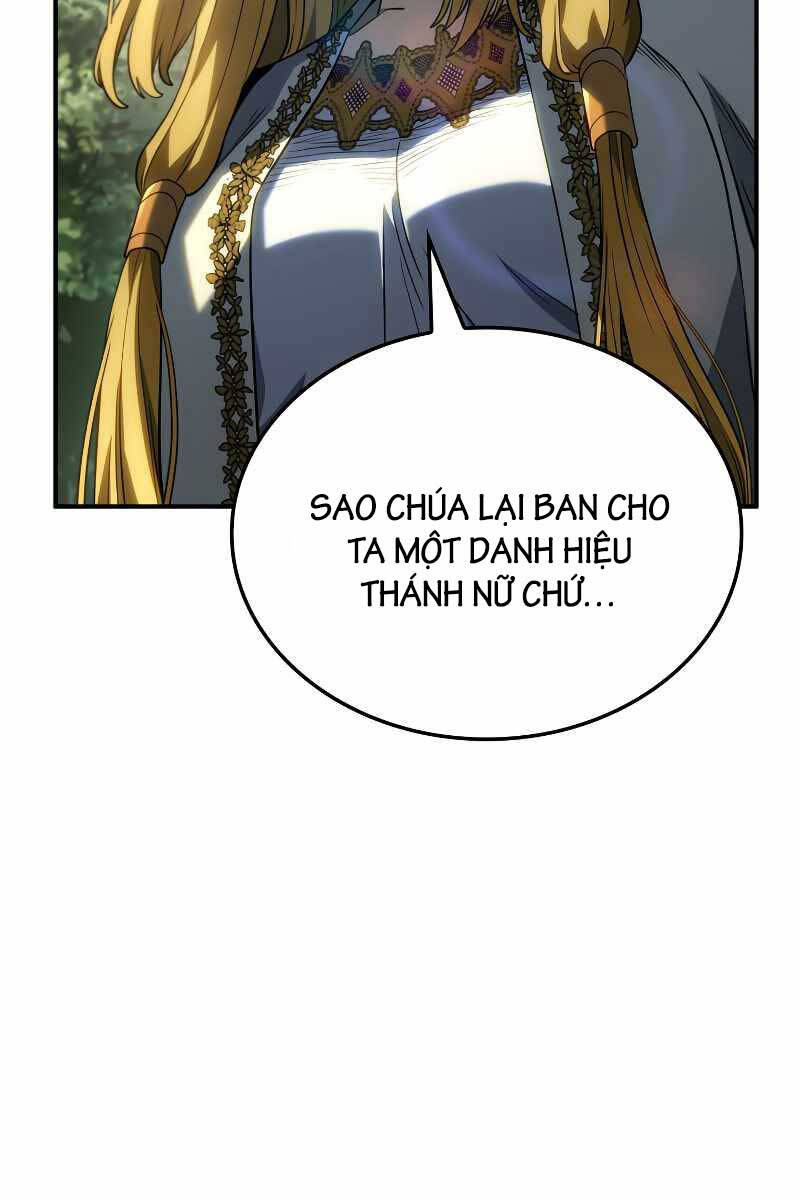 SAO CHÚA LẠI BAN CHO
TA MỘT DANH HIỆU
THÁNH NỮ CHỨ...